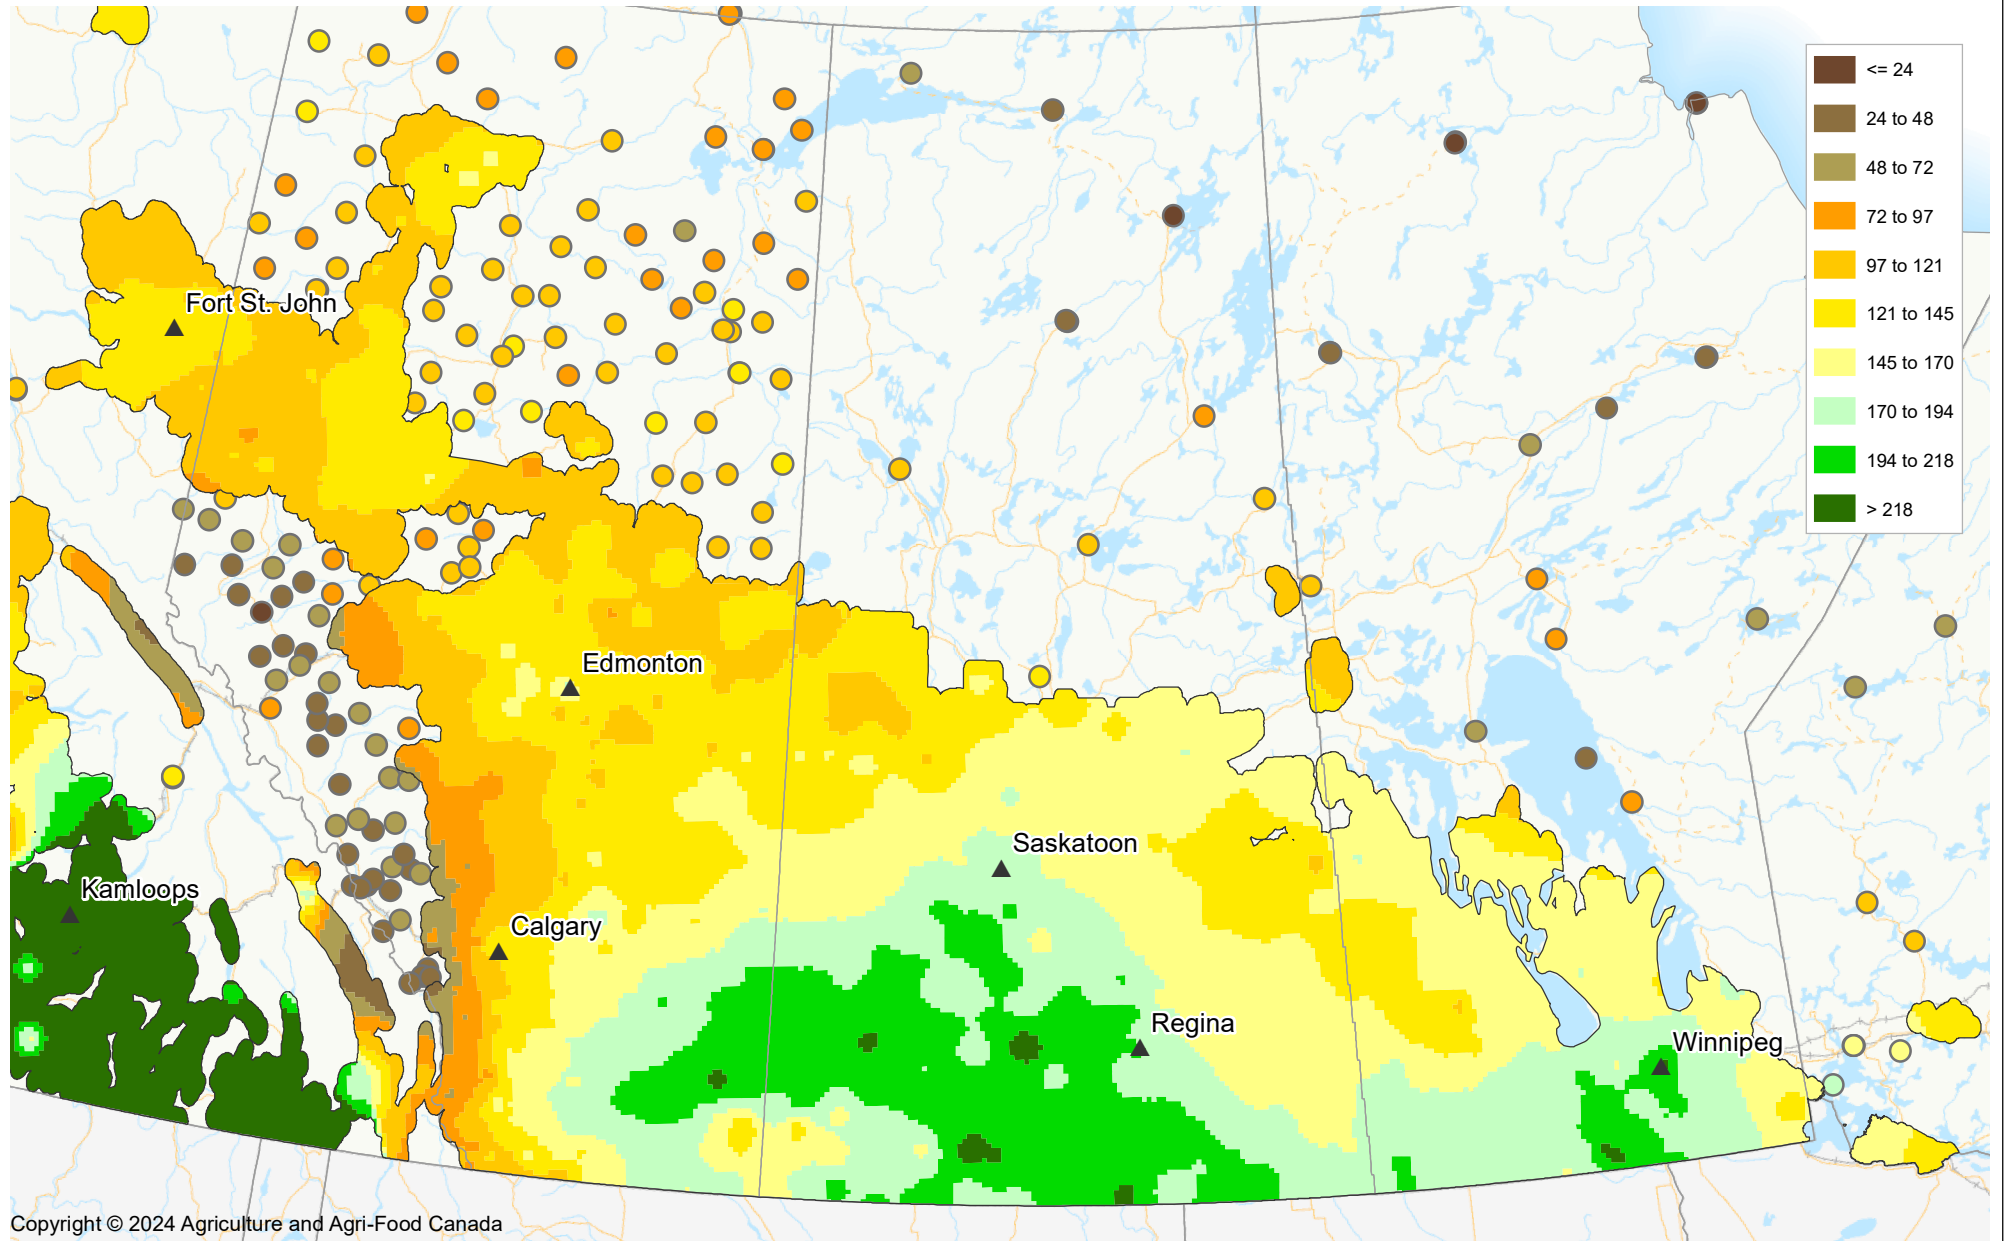 <= 24
24 to 48
48 to 72
72 to 97
97 to 121
121 to 145
145 to 170
170 to 194
194 to 218
> 218
Fort St. John
Edmonton
Saskatoon
Kamloops
Calgary
Regina
Winnipeg
Copyright © 2024 Agriculture and Agri-Food Canada